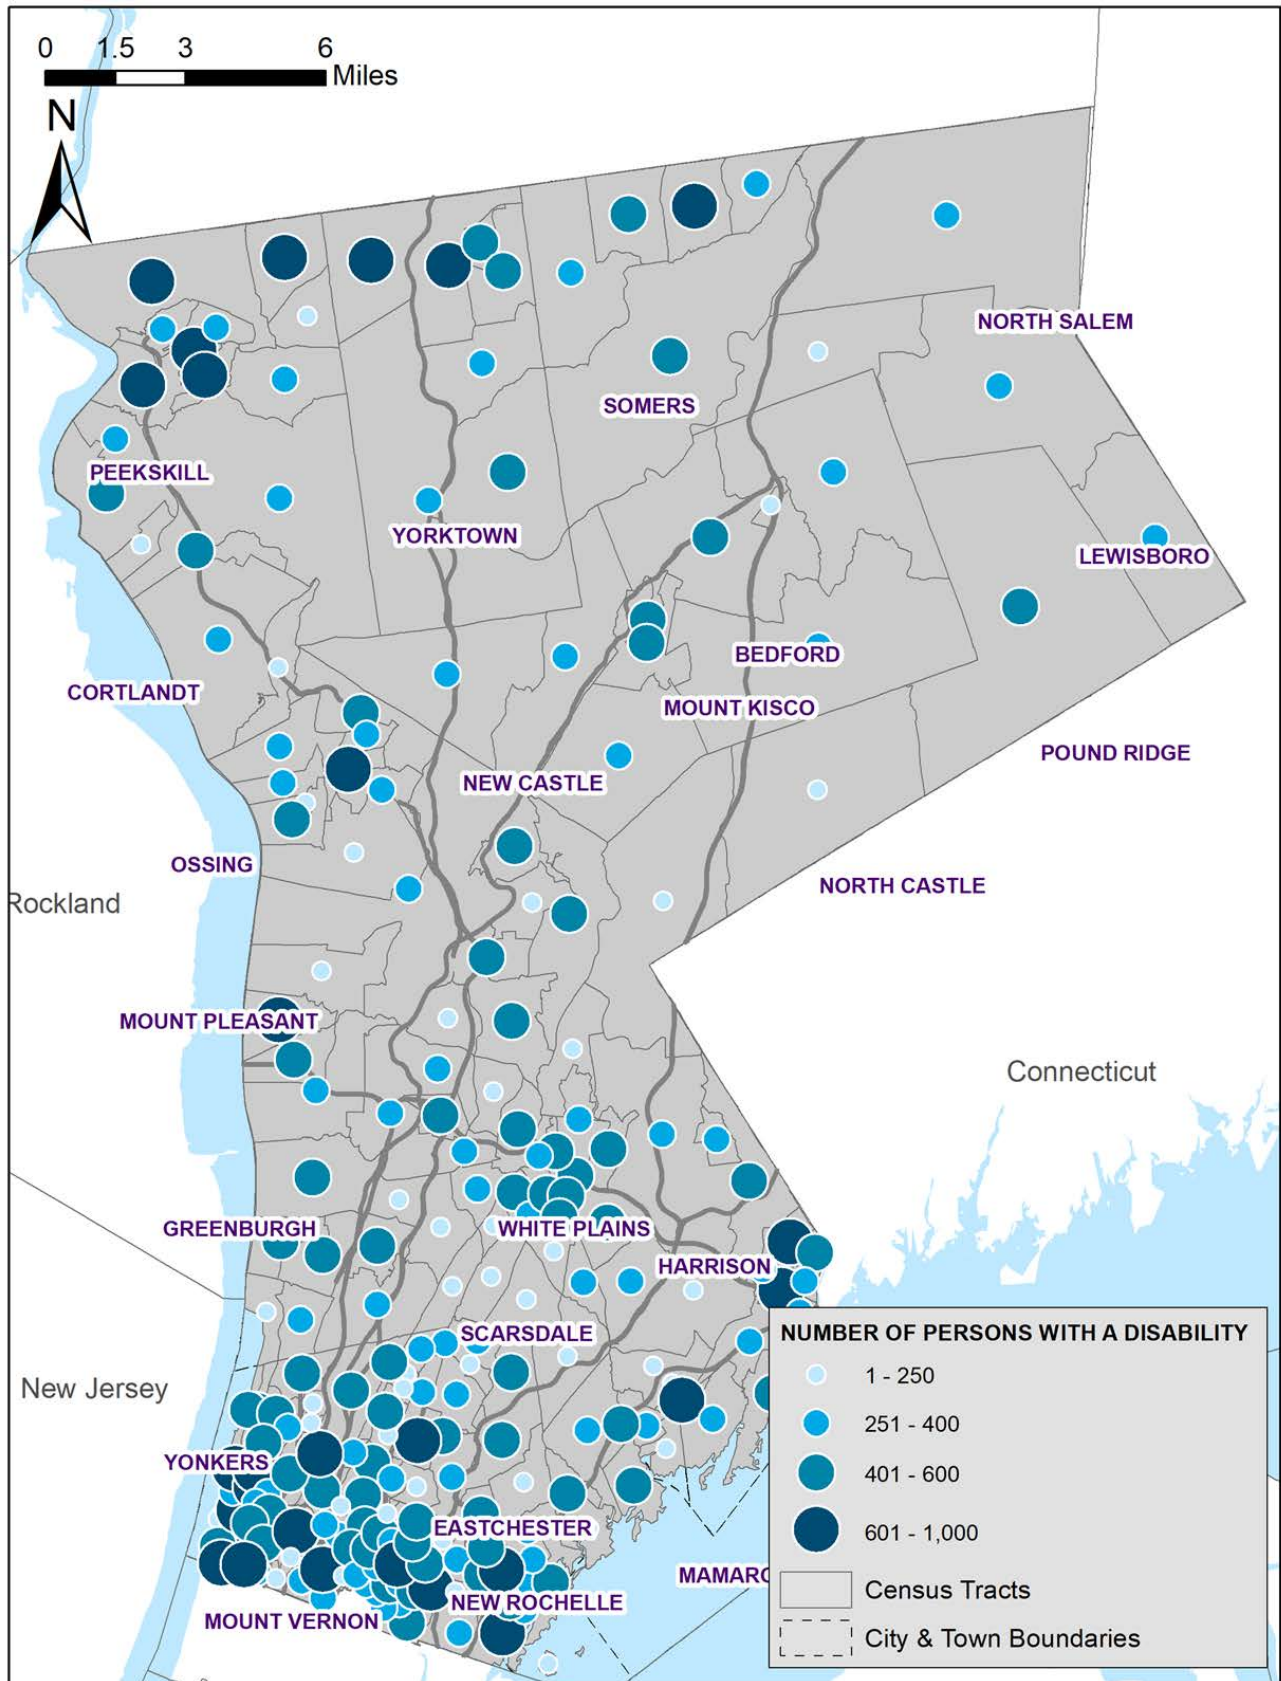 0 1.5 3 6
Miles
N
NORTH SALEM
SOMERS
PEEKSKILL
YORKTOWN
LEWISBORO
BEDFORD
CORTLANDT
MOUNT KISCO
POUND RIDGE
NEW CASTLE
OSSING
NORTH CASTLE
Rockland
MOUNT PLEASANT
Connecticut
GREENBURGH
WHITE PLAINS
HARRISON
SCARSDALE
New Jersey
YONKERS
EASTCHESTER
MAMARO
NEW ROCHELLE
MOUNT VERNON
NUMBER OF PERSONS WITH A DISABILITY
1 - 250
251 - 400
401 - 600
601 - 1,000
Census Tracts
City & Town Boundaries